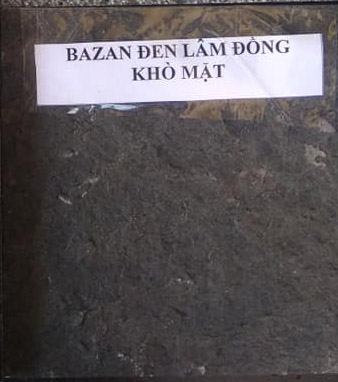 BAZAN ĐEN LÂM ĐỒNG
KHÒ MẶT